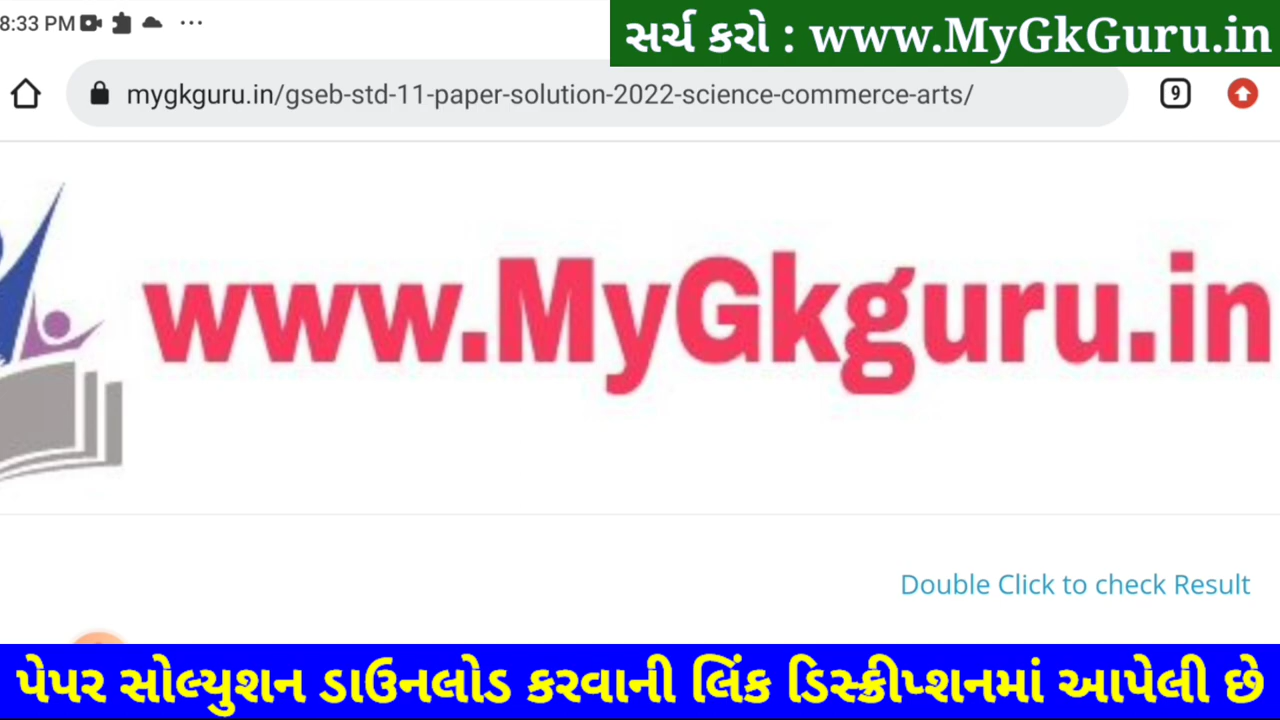 8:33 PM ...
સર્ચ કરો : www.MyGkGuru.in
mygkguru.in/gseb-std-11-paper-solution-2022-science-commerce-arts/
9
www.MyGkguru.in
Double Click to check Result
પેપર સોલ્યુશન ડાઉનલોડ કરવાની લિંક ડિસ્ક્રીપ્શનમાં આપેલી છે